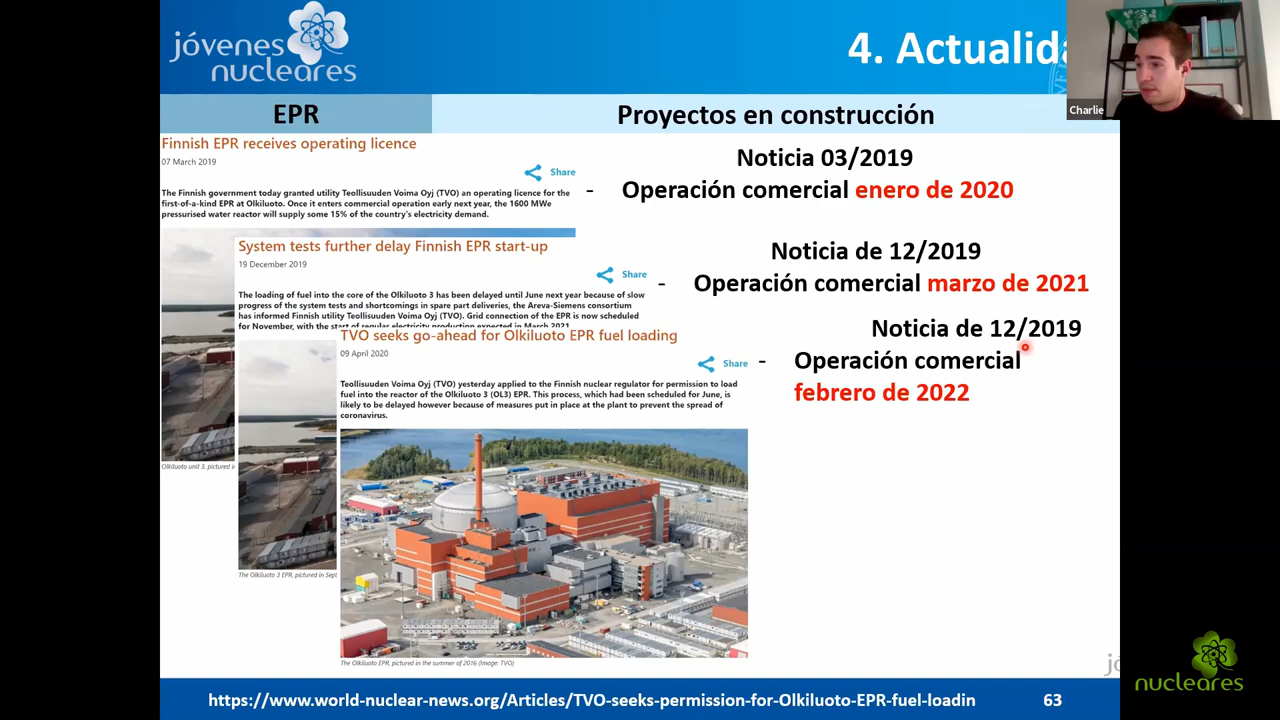 jóvenes
nucleares
4. Actualida
Charlie
EPR
Proyectos en construcción
Finnish EPR receives operating licence
07 March 2019
Share
The Finnish government today granted utility Teollisuuden Voima Oyj (TVO) an operating licence for the
first-of-a-kind EPR at Olkiluoto. Once it enters commercial operation early next year, the 1600 MWe
pressurised water reactor will supply some 15% of the country's electricity demand.
Noticia 03/2019
- Operación comercial enero de 2020
System tests further delay Finnish EPR start-up
19 December 2019
Share
The loading of fuel into the core of the Olkiluoto 3 has been delayed until June next year because of slow
progress of the system tests and shortcomings in spare part deliveries, the Areva-Siemens consortium
has informed Finnish utility Teollisuuden Voima Oyj (TVO). Grid connection of the EPR is now scheduled
for November, with the start of regular electricity production expected in March 2021.
Noticia de 12/2019
- Operación comercial marzo de 2021
TVO seeks go-ahead for Olkiluoto EPR fuel loading
09 April 2020
Share
Teollisuuden Voima Oyj (TVO) yesterday applied to the Finnish nuclear regulator for permission to load
fuel into the reactor of the Olkiluoto 3 (OL3) EPR. This process, which had been scheduled for June, is
likely to be delayed however because of measures put in place at the plant to prevent the spread of
coronavirus.
Noticia de 12/2019
- Operación comercial
febrero de 2022
Olkiluoto unit 3, pictured i
The Olkiluoto 3 EPR, pictured in Sept
The Olkiluoto EPR, pictured in the summer of 2016 (Image: TVO)
jó
nucleares
https://www.world-nuclear-news.org/Articles/TVO-seeks-permission-for-Olkiluoto-EPR-fuel-loadin
63